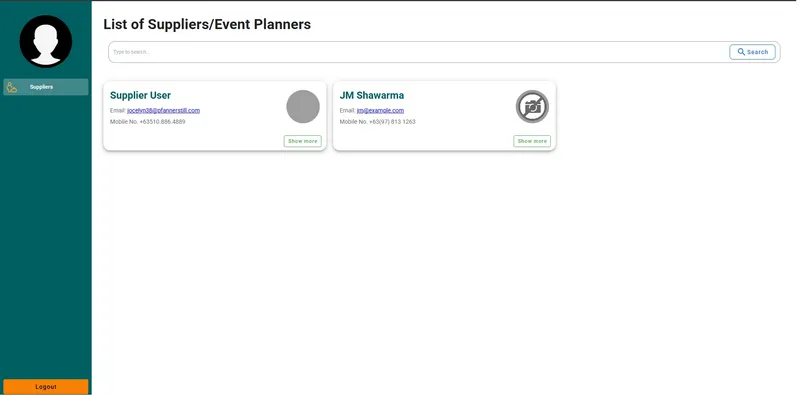 List of Suppliers/Event Planners
Type to search..
Search
Suppliers
Supplier User
Email: jocelyn38@pfannerstill.com
Mobile No. +63510.886.4889
Show more
JM Shawarma
Email: jm@example.com
Mobile No. +63(97) 813 1263
Show more
Logout